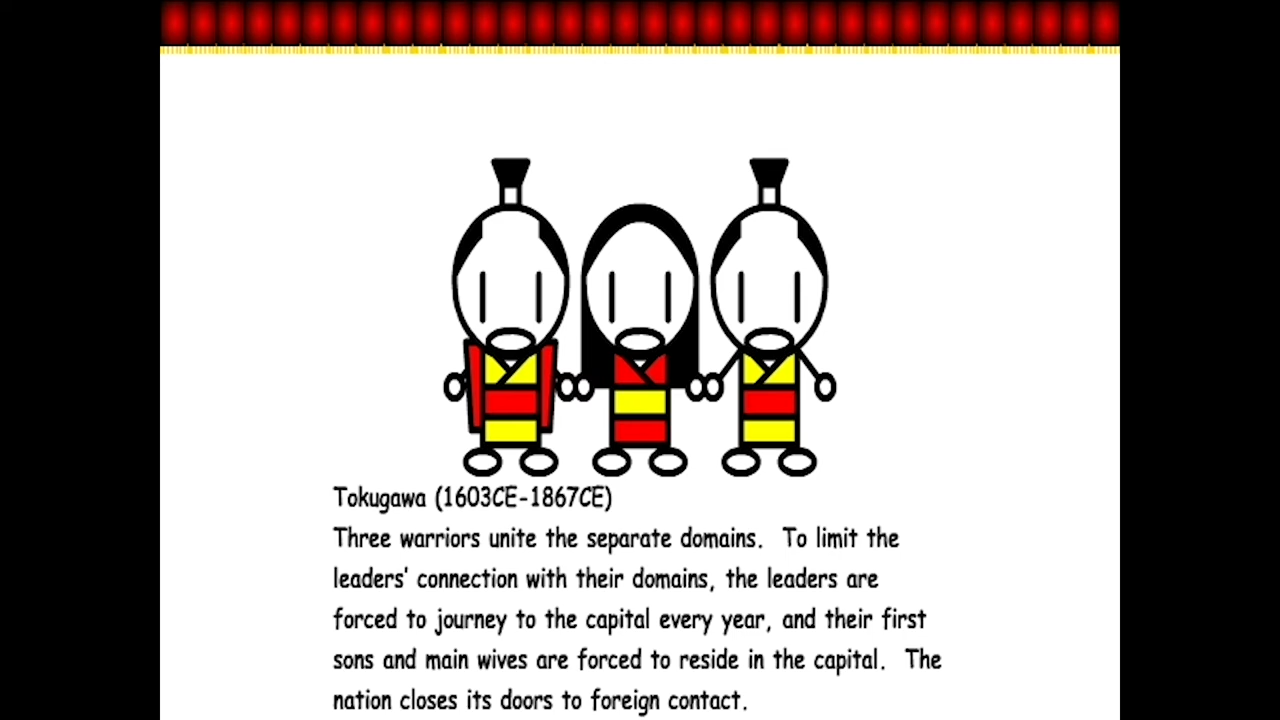 Tokugawa (1603CE-1867CE)
Three warriors unite the separate domains.  To limit the
leaders' connection with their domains, the leaders are
forced to journey to the capital every year, and their first
sons and main wives are forced to reside in the capital.  The
nation closes its doors to foreign contact.